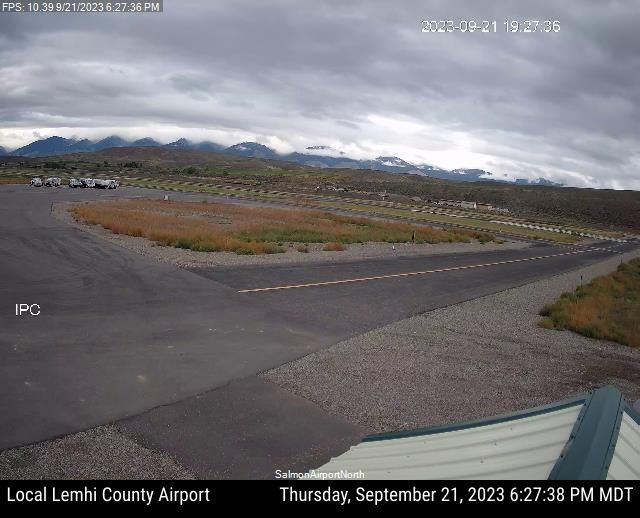 FPS: 10.39 9/21/2023 6:27:36 PM
2023-09-21 19:27:36
IPC
SalmonAirportNorth
Local Lemhi County Airport Thursday, September 21, 2023 6:27:38 PM MDT